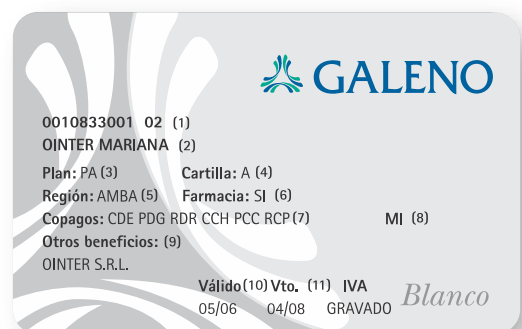 GALENO
0010833001 02 (1)
OINTER MARIANA (2)
Plan: PA (3) Cartilla: A (4)
Región: AMBA (5) Farmacia: SI (6)
Copagos: CDE PDG RDR CCH PCC RCP (7) MI (8)
Otros beneficios: (9)
OINTER S.R.L.
Válido (10) Vto. (11) IVA
05/06 04/08 GRAVADO
Blanco